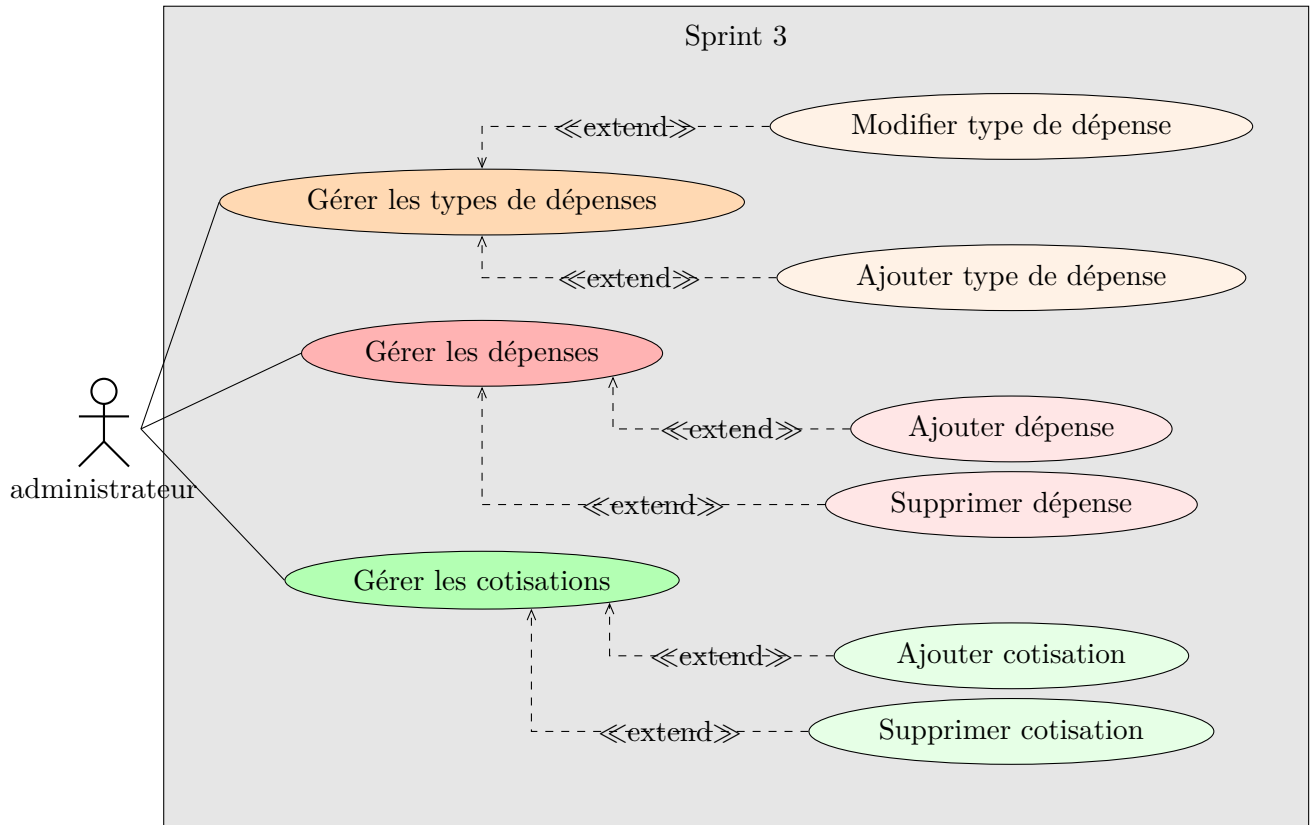 Sprint 3
≪extend≫
Modifier type de dépense
Gérer les types de dépenses
≪extend≫
Ajouter type de dépense
Gérer les dépenses
≪extend≫
Ajouter dépense
administrateur
≪extend≫
Supprimer dépense
Gérer les cotisations
≪extend≫
Ajouter cotisation
≪extend≫
Supprimer cotisation